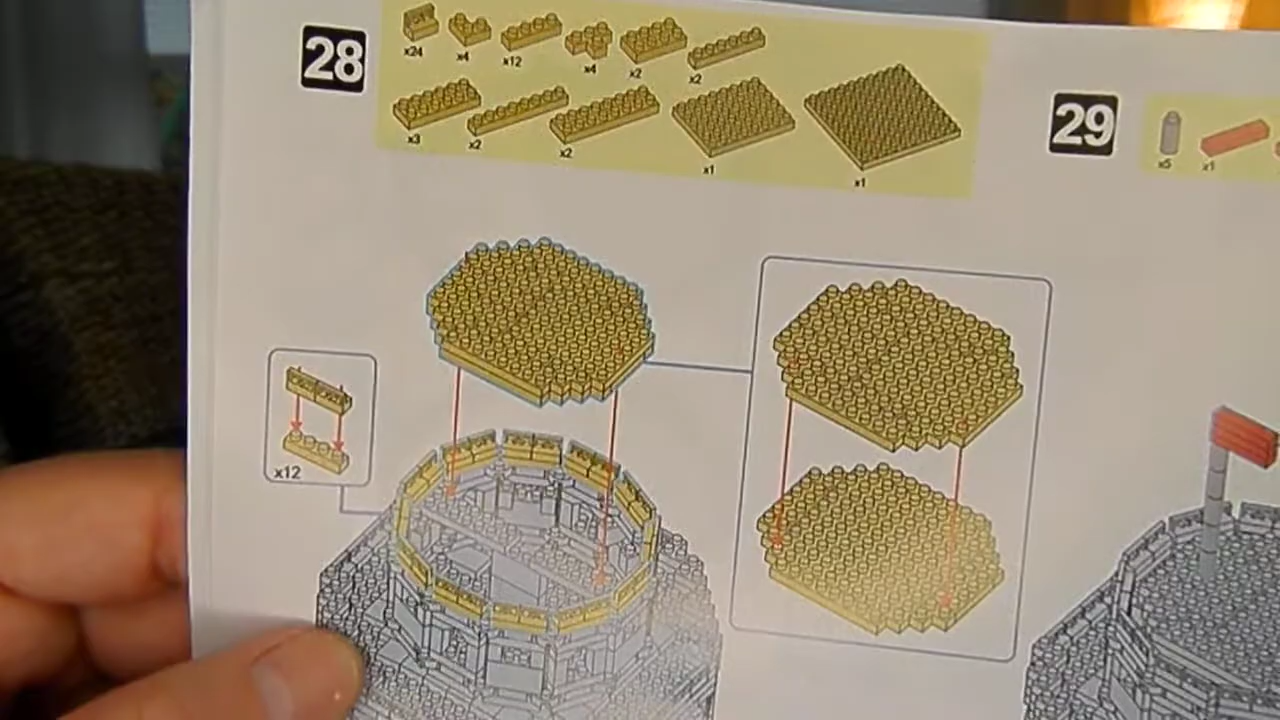 28
x24 x4 x12 x4 x2 x2
x3 x2 x2 x1 x1
29
x5 x1
x12